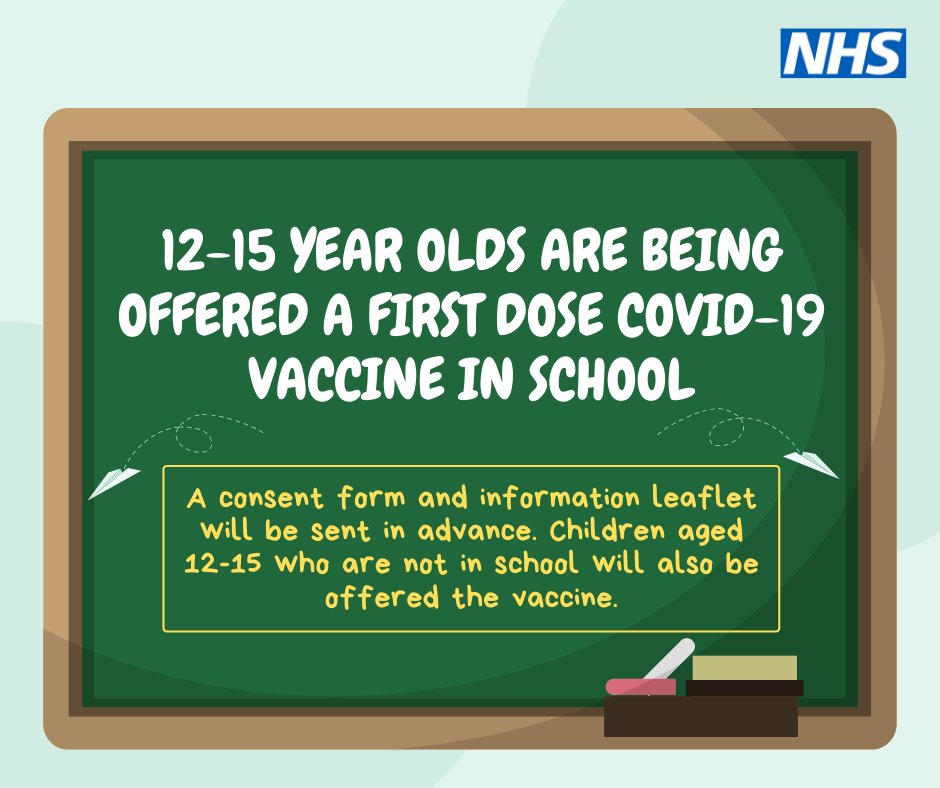 NHS
12-15 YEAR OLDS ARE BEING
OFFERED A FIRST DOSE COVID-19
VACCINE IN SCHOOL
A consent form and information leaflet
will be sent in advance. Children aged
12-15 who are not in school will also be
offered the vaccine.